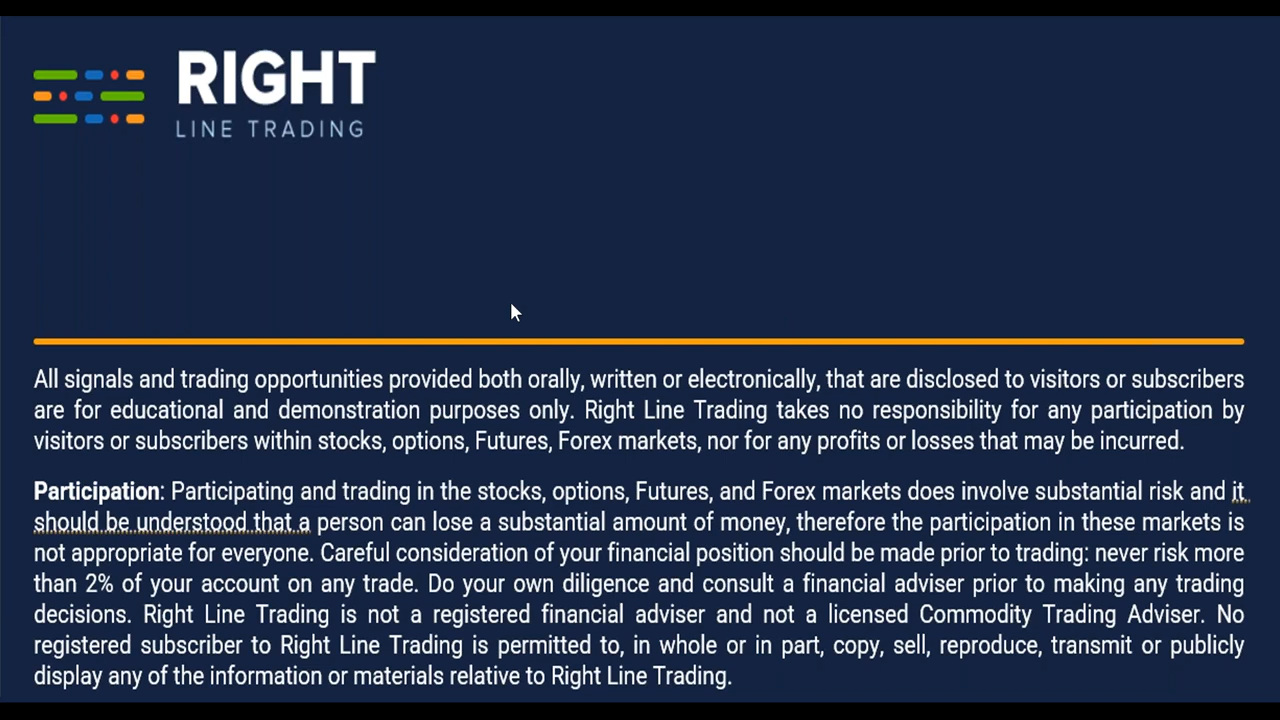 RIGHT
LINE TRADING
All signals and trading opportunities provided both orally, written or electronically, that are disclosed to visitors or subscribers
are for educational and demonstration purposes only. Right Line Trading takes no responsibility for any participation by
visitors or subscribers within stocks, options, Futures, Forex markets, nor for any profits or losses that may be incurred.
Participation: Participating and trading in the stocks, options, Futures, and Forex markets does involve substantial risk and it
should be understood that a person can lose a substantial amount of money, therefore the participation in these markets is
not appropriate for everyone. Careful consideration of your financial position should be made prior to trading: never risk more
than 2% of your account on any trade. Do your own diligence and consult a financial adviser prior to making any trading
decisions. Right Line Trading is not a registered financial adviser and not a licensed Commodity Trading Adviser. No
registered subscriber to Right Line Trading is permitted to, in whole or in part, copy, sell, reproduce, transmit or publicly
display any of the information or materials relative to Right Line Trading.